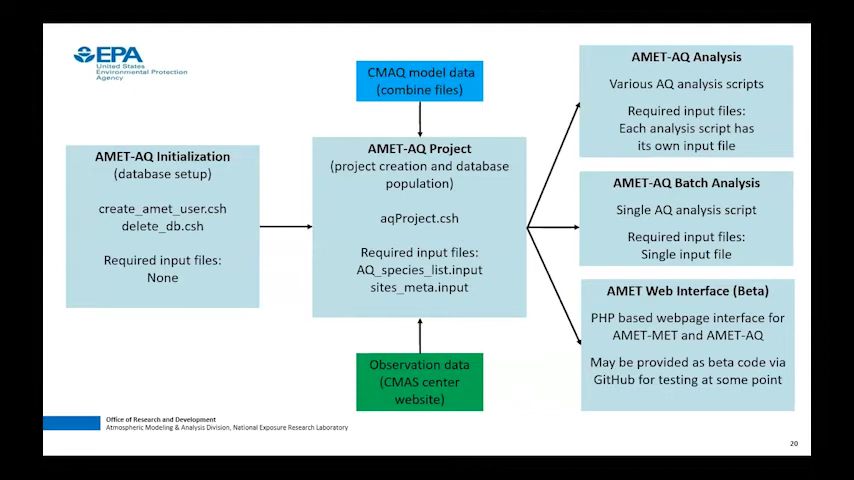 EPA
United States
Environmental Protection
Agency
CMAQ model data
(combine files)
AMET-AQ Initialization
(database setup)
create_amet_user.csh
delete_db.csh
Required input files:
None
AMET-AQ Project
(project creation and database
population)
aqProject.csh
Required input files:
AQ_species_list.input
sites_meta.input
Observation data
(CMAS center
website)
AMET-AQ Analysis
Various AQ analysis scripts
Required input files:
Each analysis script has
its own input file
AMET-AQ Batch Analysis
Single AQ analysis script
Required input files:
Single input file
AMET Web Interface (Beta)
PHP based webpage interface for
AMET-MET and AMET-AQ
May be provided as beta code via
GitHub for testing at some point
Office of Research and Development
Atmospheric Modeling & Analysis Division, National Exposure Research Laboratory
20